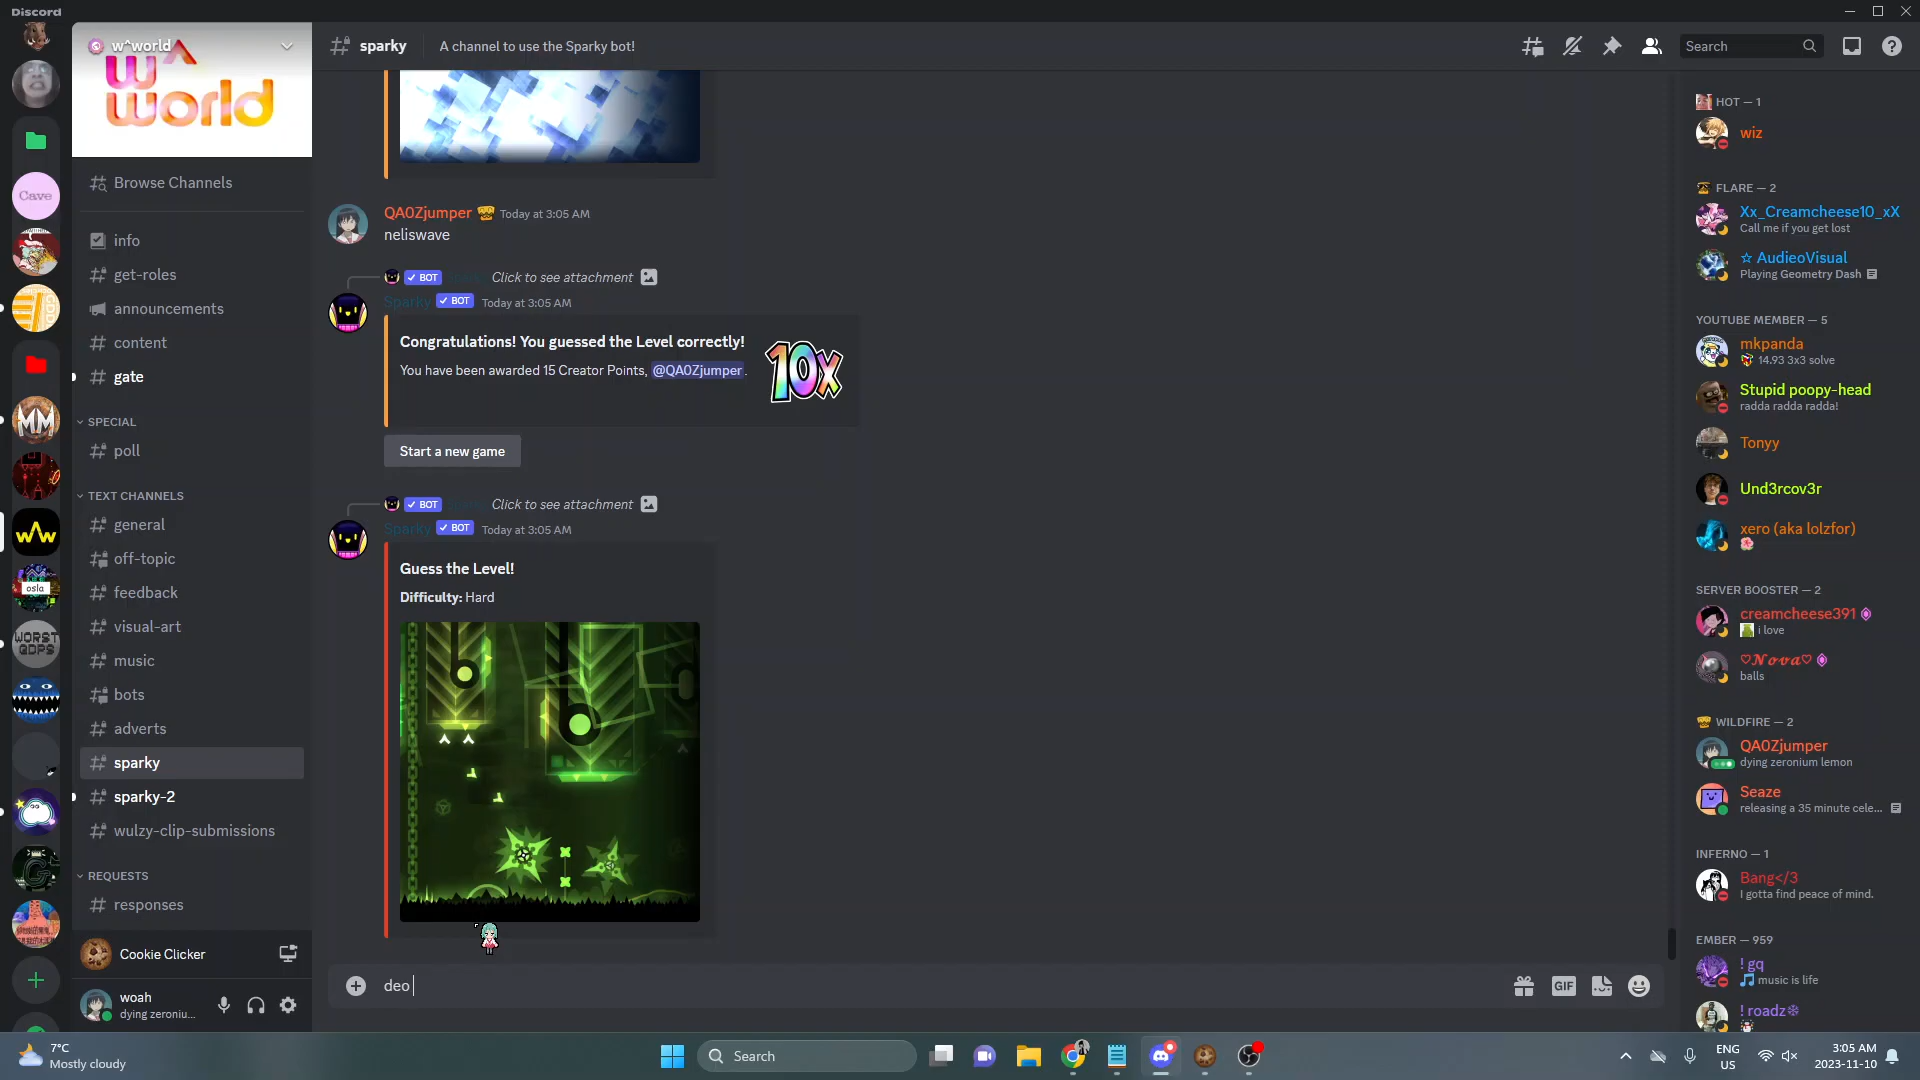 Discord
w^world
w^
world
Browse Channels
info
get-roles
announcements
content
gate
SPECIAL
poll
TEXT CHANNELS
general
off-topic
feedback
visual-art
music
bots
adverts
sparky
sparky-2
wulzy-clip-submissions
REQUESTS
responses
Cookie Clicker
woah
dying zeroniu...
Cave
MM
osla
WORST
GDPS
sparky
A channel to use the Sparky bot!
Search
QA0Zjumper Today at 3:05 AM
neliswave
BOT Click to see attachment
Sparky BOT Today at 3:05 AM
Congratulations! You guessed the Level correctly!
You have been awarded 15 Creator Points, @QA0Zjumper.
10x
Start a new game
BOT Click to see attachment
Sparky BOT Today at 3:05 AM
Guess the Level!
Difficulty: Hard
deo
GIF
HOT — 1
wiz
FLARE — 2
Xx_Creamcheese10_xX
Call me if you get lost
☆ AudieoVisual
Playing Geometry Dash
YOUTUBE MEMBER — 5
mkpanda
14.93 3x3 solve
Stupid poopy-head
radda radda radda!
Tonyy
Und3rcov3r
xero (aka lolzfor)
SERVER BOOSTER — 2
creamcheese391
i love
♡𝓝𝓸𝓿𝓪♡
balls
WILDFIRE — 2
QA0Zjumper
dying zeronium lemon
Seaze
releasing a 35 minute cele...
INFERNO — 1
Bang</3
I gotta find peace of mind.
EMBER — 959
! gq
music is life
! roadz❄
7°C
Mostly cloudy
Search
ENG
US
3:05 AM
2023-11-10